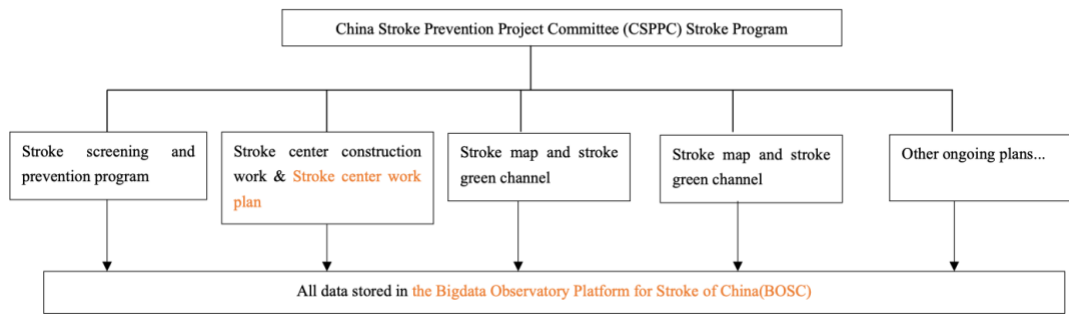 China Stroke Prevention Project Committee (CSPPC) Stroke Program
Stroke screening and
prevention program
Stroke center construction
work & Stroke center work
plan
Stroke map and stroke
green channel
Stroke map and stroke
green channel
Other ongoing plans...
All data stored in the Bigdata Observatory Platform for Stroke of China(BOSC)